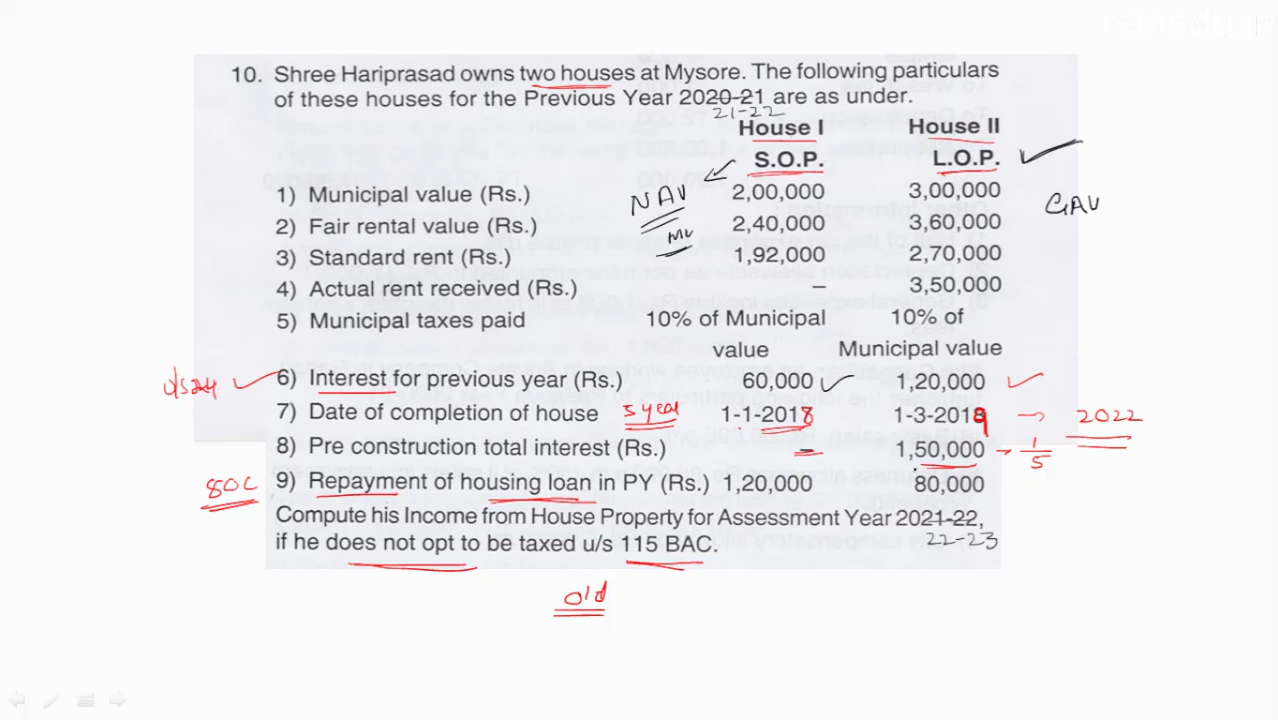 10. Shree Hariprasad owns two houses at Mysore. The following particulars
of these houses for the Previous Year 2020-21 are as under.
21-22
House I House II
S.O.P. L.O.P.
1) Municipal value (Rs.) NAV 2,00,000 3,00,000 GAV
2) Fair rental value (Rs.) 2,40,000 3,60,000
3) Standard rent (Rs.) 1,92,000 2,70,000
4) Actual rent received (Rs.) – 3,50,000
5) Municipal taxes paid 10% of Municipal 10% of
value Municipal value
u/s 24 6) Interest for previous year (Rs.) 60,000 1,20,000
7) Date of completion of house 5 year 1-1-2018 1-3-2019 2022
8) Pre construction total interest (Rs.) – 1,50,000 1/5
80C 9) Repayment of housing loan in PY (Rs.) 1,20,000 80,000
Compute his Income from House Property for Assessment Year 2021-22,
22-23
if he does not opt to be taxed u/s 115 BAC.
old